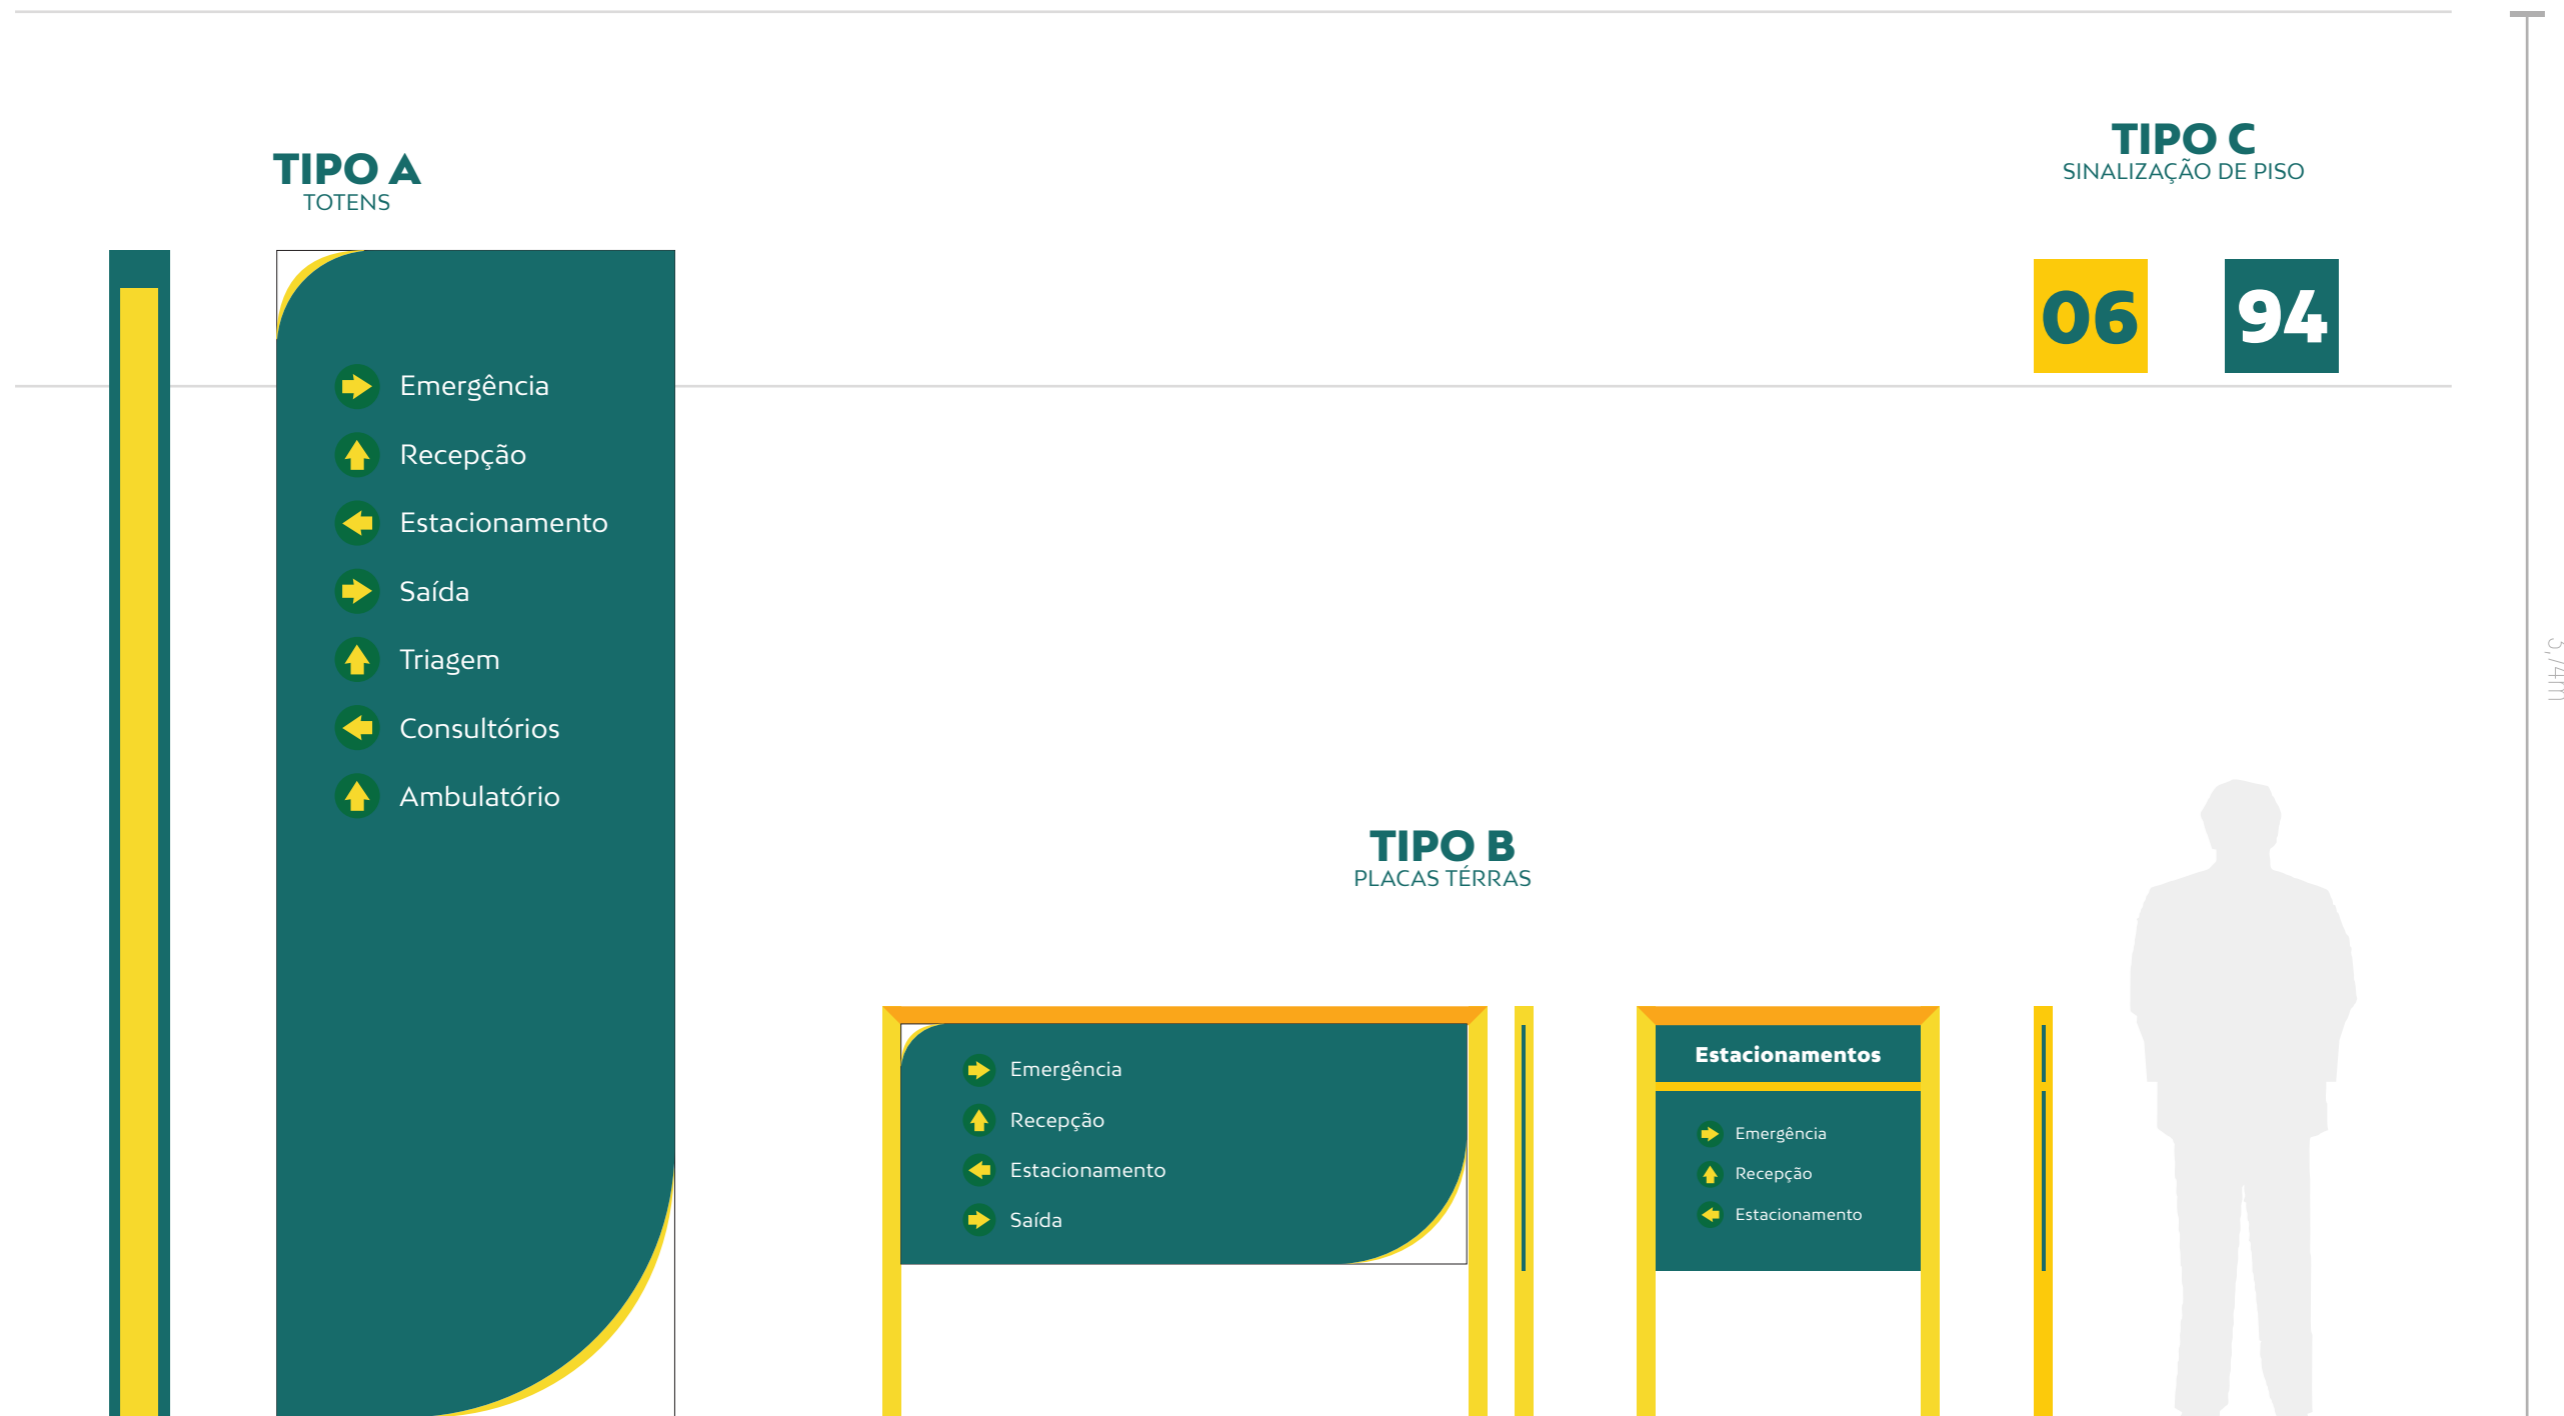 TIPO A
TOTENS
TIPO C
SINALIZAÇÃO DE PISO
06
94
Emergência
Recepção
Estacionamento
Saída
Triagem
Consultórios
Ambulatório
TIPO B
PLACAS TÉRRAS
Emergência
Recepção
Estacionamento
Saída
Estacionamentos
Emergência
Recepção
Estacionamento